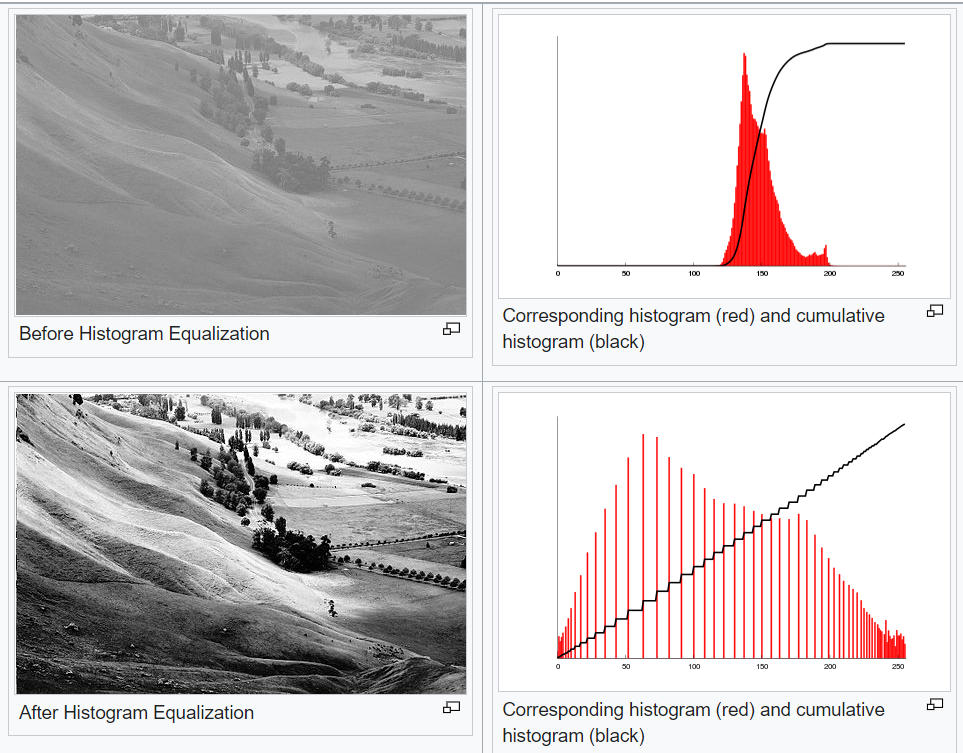 0 50 100 150 200 250
Before Histogram Equalization
Corresponding histogram (red) and cumulative
histogram (black)
0 50 100 150 200 250
After Histogram Equalization
Corresponding histogram (red) and cumulative
histogram (black)